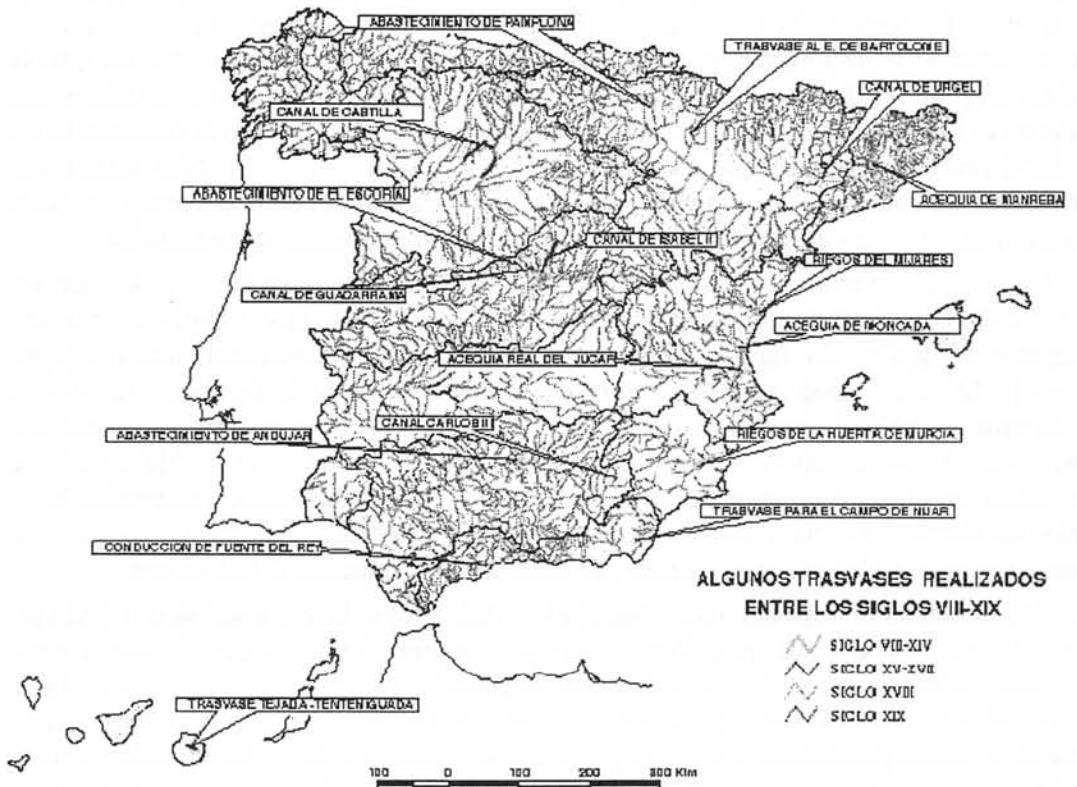 ABASTECIMIENTO DE PAMPLONA
TRASVASE AL E. DE BARTOLOME
CANAL DE URGEL
CANAL DE CASTILLA
ABASTECIMIENTO DE EL ESCORIAL
ACEQUIA DE MANRESA
CANAL DE ISABEL II
RIEGOS DEL MIJARES
CANAL DE GUADARRAMA
ACEQUIA DE MONCADA
ACEQUIA REAL DEL JUCAR
CANAL CARLOS III
ABASTECIMIENTO DE ANDUJAR
RIEGOS DE LA HUERTA DE MURCIA
TRASVASE PARA EL CAMPO DE NIJAR
CONDUCCION DE FUENTE DEL REY
ALGUNOS TRASVASES REALIZADOS
ENTRE LOS SIGLOS VIII-XIX
SIGLO VIII-XIV
SIGLO XV-XVII
SIGLO XVIII
SIGLO XIX
TRASVASE TEJADA-TENTENIGUADA
100 0 100 200 300 Klm